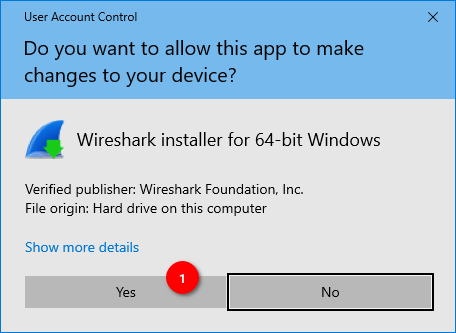 User Account Control
Do you want to allow this app to make
changes to your device?
Wireshark installer for 64-bit Windows
Verified publisher: Wireshark Foundation, Inc.
File origin: Hard drive on this computer
Show more details
1
Yes
No